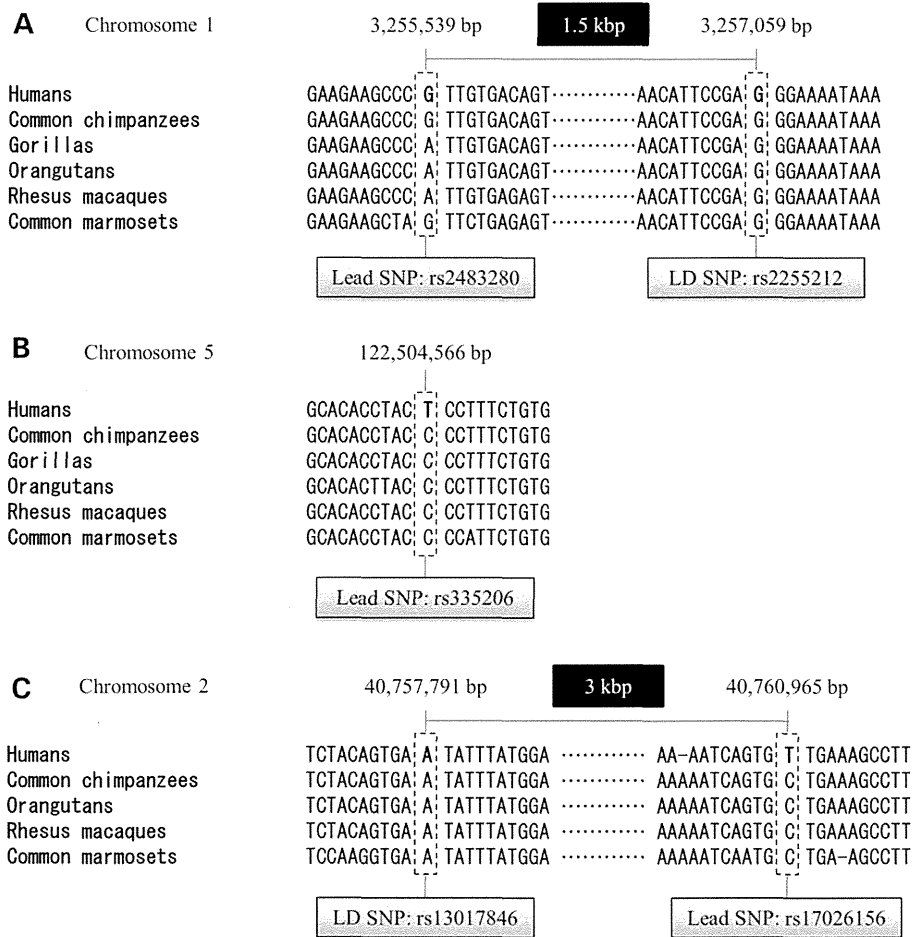 A Chromosome 1 3,255,539 bp 1.5 kbp 3,257,059 bp
Humans GAAGAAGCCC G TTGTGACAGT············AACATTCCGA G GGAAAATAAA
Common chimpanzees GAAGAAGCCC G TTGTGACAGT············AACATTCCGA G GGAAAATAAA
Gorillas GAAGAAGCCC A TTGTGACAGT············AACATTCCGA G GGAAAATAAA
Orangutans GAAGAAGCCC A TTGTGACAGT············AACATTCCGA G GGAAAATAAA
Rhesus macaques GAAGAAGCCC A TTGTGAGAGT············AACATTCCGA G GGAAAATAAA
Common marmosets GAAGAAGCTA G TTCTGAGAGT············AACATTCCGA G GGAAAATAAA
Lead SNP: rs2483280 LD SNP: rs2255212
B Chromosome 5 122,504,566 bp
Humans GCACACCTAC T CCTTTCTGTG
Common chimpanzees GCACACCTAC C CCTTTCTGTG
Gorillas GCACACCTAC C CCTTTCTGTG
Orangutans GCACACTTAC C CCTTTCTGTG
Rhesus macaques GCACACCTAC C CCTTTCTGTG
Common marmosets GCACACCTAC C CCATTCTGTG
Lead SNP: rs335206
C Chromosome 2 40,757,791 bp 3 kbp 40,760,965 bp
Humans TCTACAGTGA A TATTTATGGA ············ AA-AATCAGTG T TGAAAGCCTT
Common chimpanzees TCTACAGTGA A TATTTATGGA ············ AAAAATCAGTG C TGAAAGCCTT
Orangutans TCTACAGTGA A TATTTATGGA ············ AAAAATCAGTG C TGAAAGCCTT
Rhesus macaques TCTACAGTGA A TATTTATGGA ············ AAAAATCAGTG C TGAAAGCCTT
Common marmosets TCCAAGGTGA A TATTTATGGA ············ AAAAATCAATG C TGA-AGCCTT
LD SNP: rs13017846 Lead SNP: rs17026156